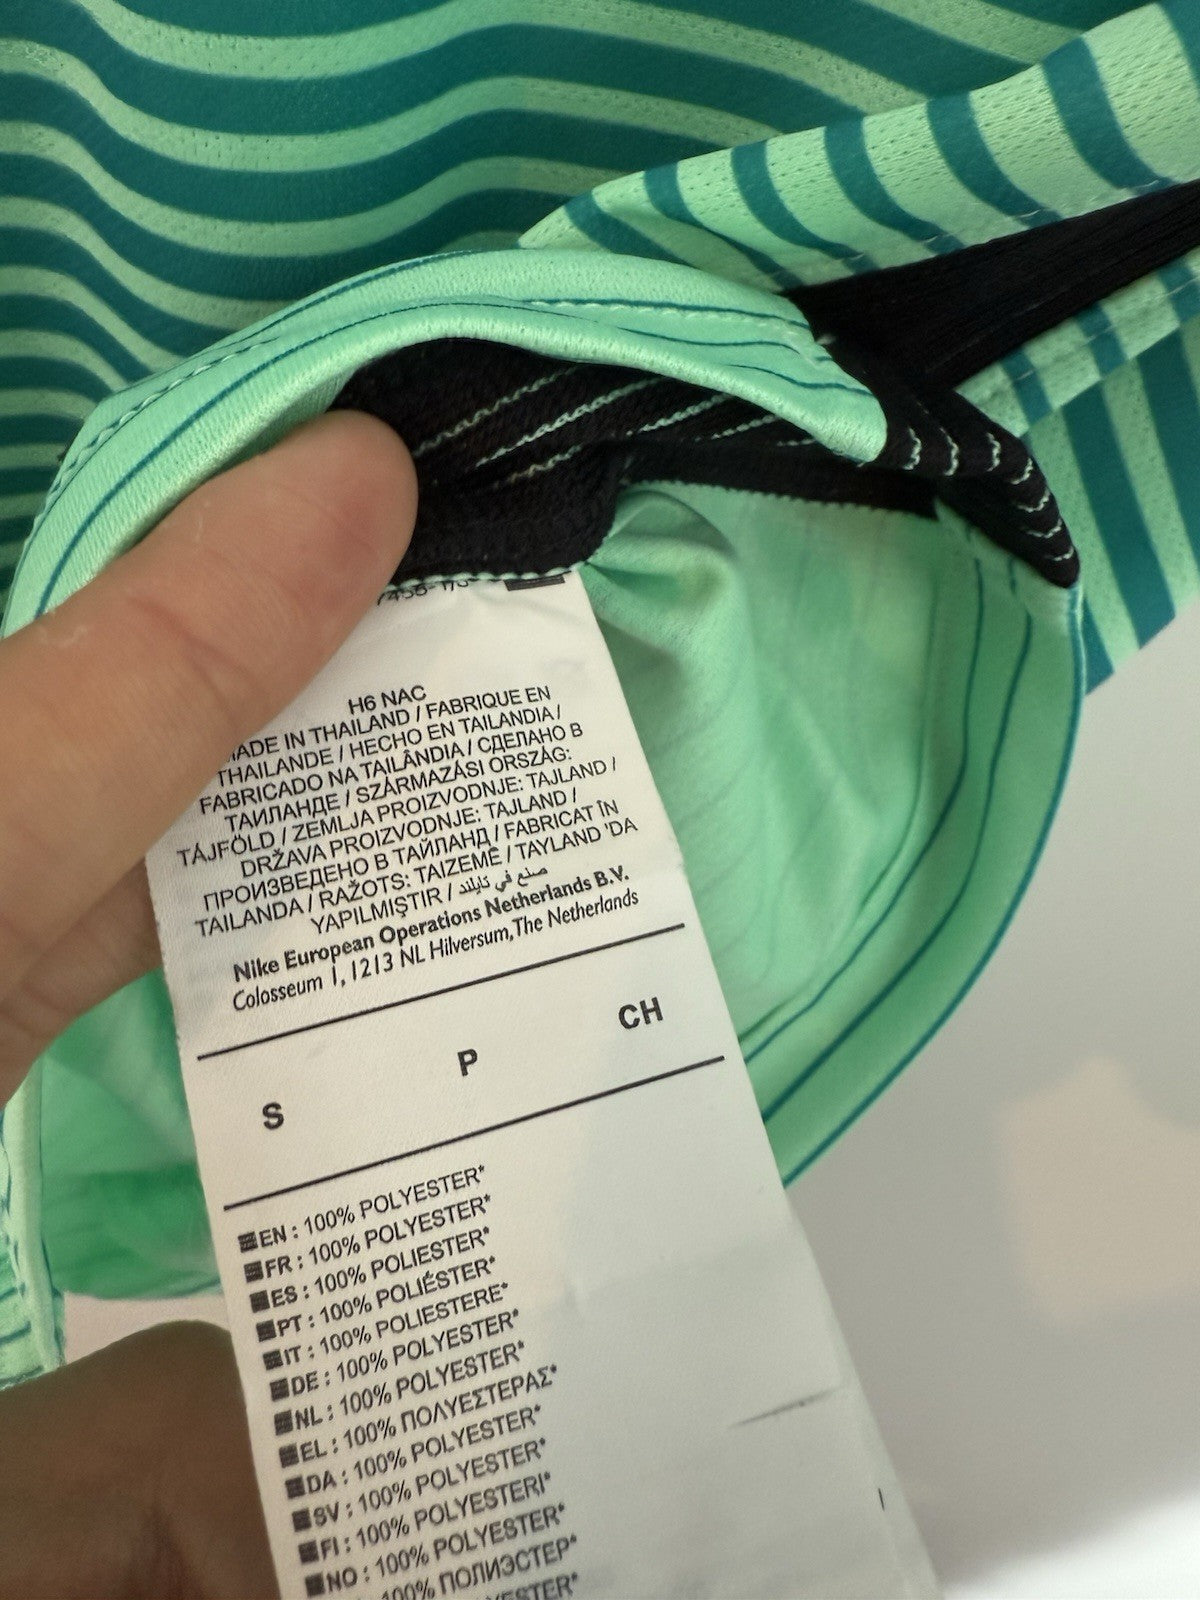 H6 NAC
MADE IN THAILAND / FABRIQUE EN
THAILANDE / HECHO EN TAILANDIA /
FABRICADO NA TAILÂNDIA / СДЕЛАНО В
ТАИЛАНДЕ / SZÁRMAZÁSI ORSZÁG:
TÁJFÖLD / ZEMLJA PROIZVODNJE: TAJLAND /
DRŽAVA PROIZVODNJE: TAJLAND /
ПРОИЗВЕДЕНО В ТАЙЛАНД / FABRICAT ÎN
TAILANDA / RAŽOTS: TAIZEMĒ / TAYLAND 'DA
YAPILMIŞTIR / صنع في تايلند
Nike European Operations Netherlands B.V.
Colosseum 1, 1213 NL Hilversum, The Netherlands
S P CH
EN : 100% POLYESTER*
FR : 100% POLYESTER*
ES : 100% POLIESTER*
PT : 100% POLIÉSTER*
IT : 100% POLIESTERE*
DE : 100% POLYESTER*
NL : 100% POLYESTER*
EL : 100% ΠΟΛΥΕΣΤΕΡΑΣ*
DA : 100% POLYESTER*
SV : 100% POLYESTER*
FI : 100% POLYESTERI*
NO : 100% POLYESTER*
100% ПОЛИЭСТЕР*